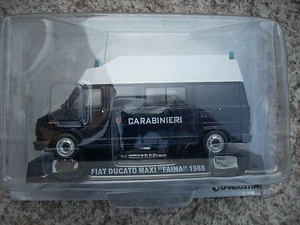 CARABINIERI
FIAT DUCATO MAXI "FAINA" 1988
DEAGOSTINI